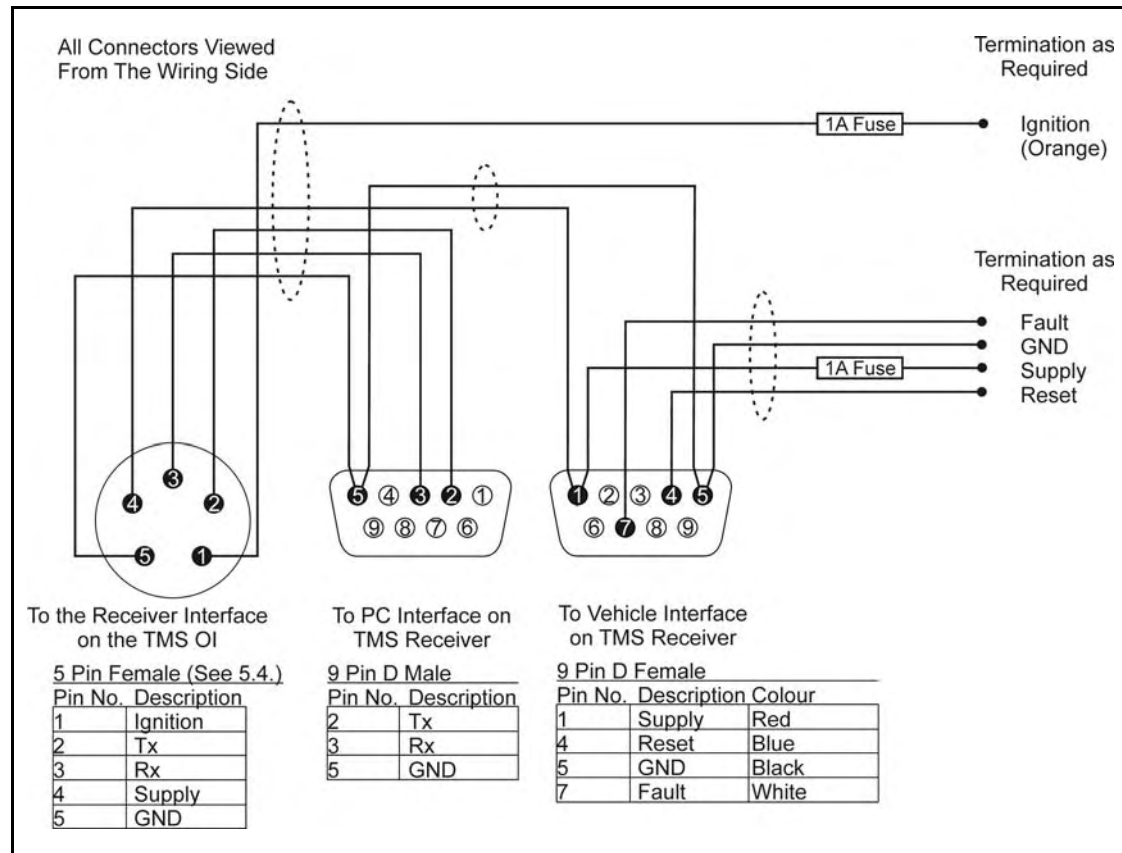 All Connectors Viewed
From The Wiring Side
Termination as
Required
1A Fuse
Ignition
(Orange)
Termination as
Required
Fault
GND
1A Fuse
Supply
Reset
3
4
2
5
1
5 4 3 2 1
9 8 7 6
1 2 3 4 5
6 7 8 9
To the Receiver Interface
on the TMS OI
5 Pin Female (See 5.4.)
Pin No. Description
1 Ignition
2 Tx
3 Rx
4 Supply
5 GND
To PC Interface on
TMS Receiver
9 Pin D Male
Pin No. Description
2 Tx
3 Rx
5 GND
To Vehicle Interface
on TMS Receiver
9 Pin D Female
Pin No. Description Colour
1 Supply Red
4 Reset Blue
5 GND Black
7 Fault White